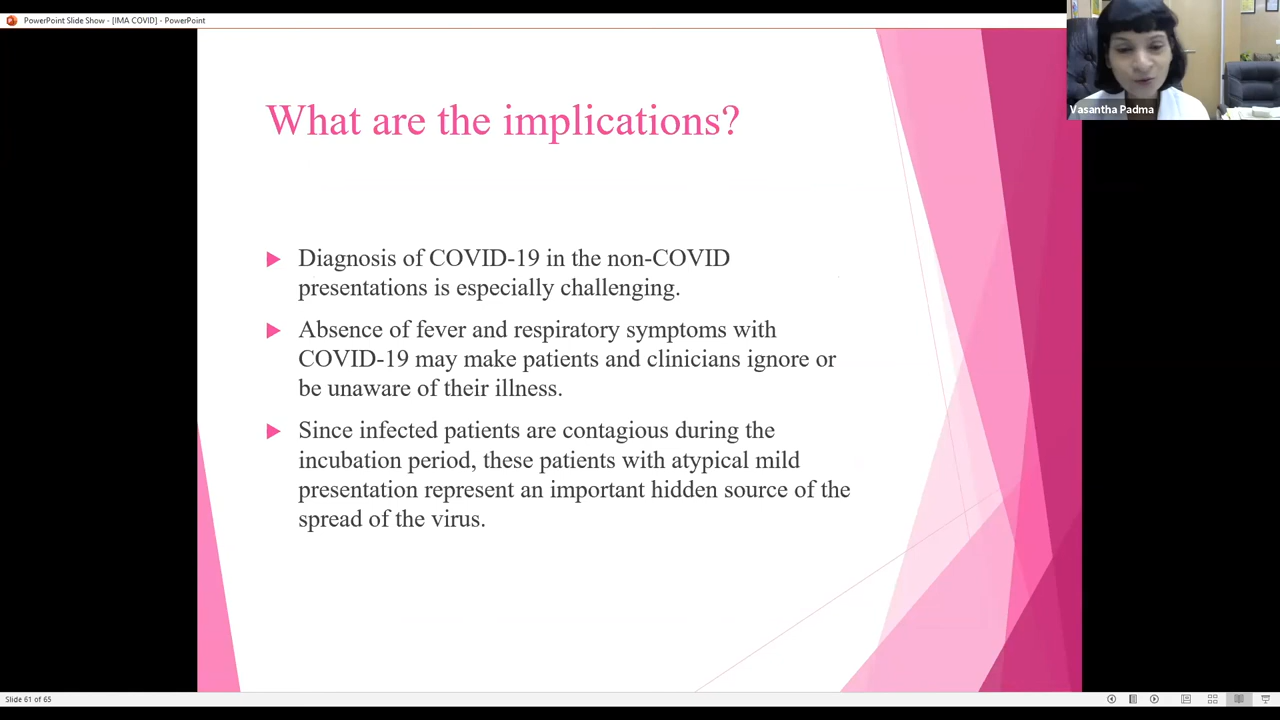 PowerPoint Slide Show - [IMA COVID] - PowerPoint
Vasantha Padma
What are the implications?
Diagnosis of COVID-19 in the non-COVID
presentations is especially challenging.
Absence of fever and respiratory symptoms with
COVID-19 may make patients and clinicians ignore or
be unaware of their illness.
Since infected patients are contagious during the
incubation period, these patients with atypical mild
presentation represent an important hidden source of the
spread of the virus.
Slide 61 of 65